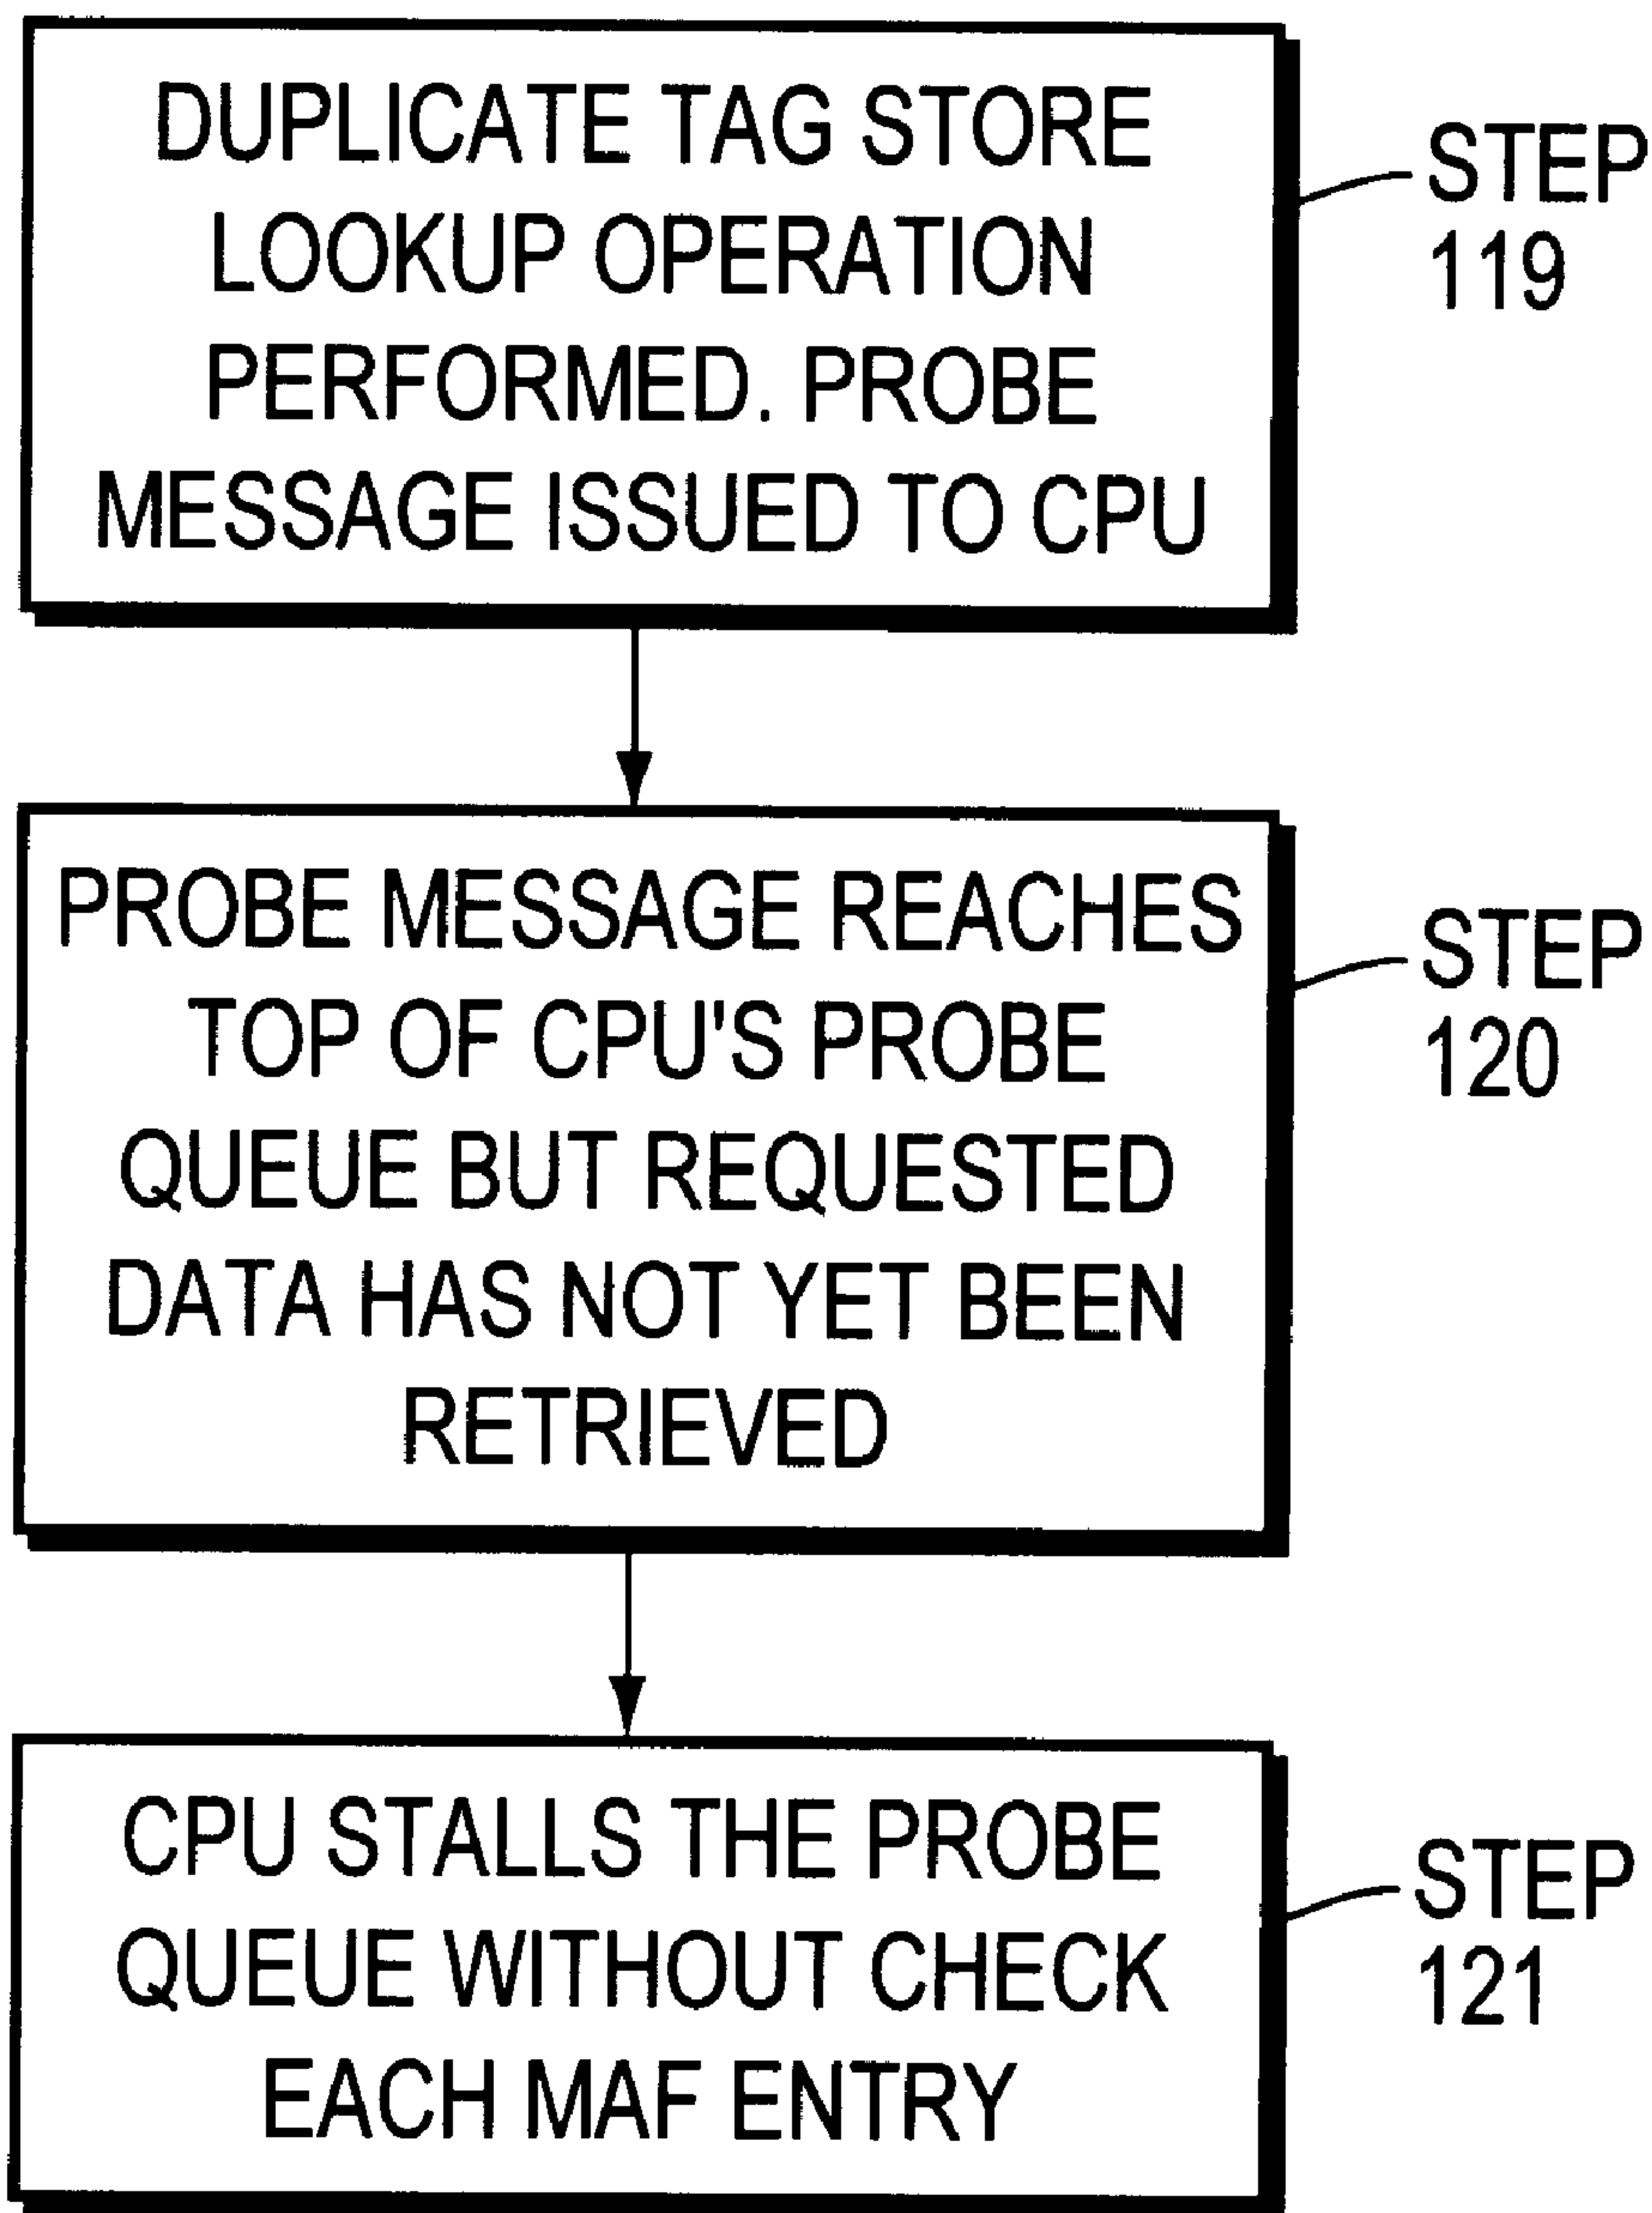 DUPLICATE TAG STORE
LOOKUP OPERATION
PERFORMED. PROBE
MESSAGE ISSUED TO CPU
STEP
119
PROBE MESSAGE REACHES
TOP OF CPU'S PROBE
QUEUE BUT REQUESTED
DATA HAS NOT YET BEEN
RETRIEVED
STEP
120
CPU STALLS THE PROBE
QUEUE WITHOUT CHECK
EACH MAF ENTRY
STEP
121